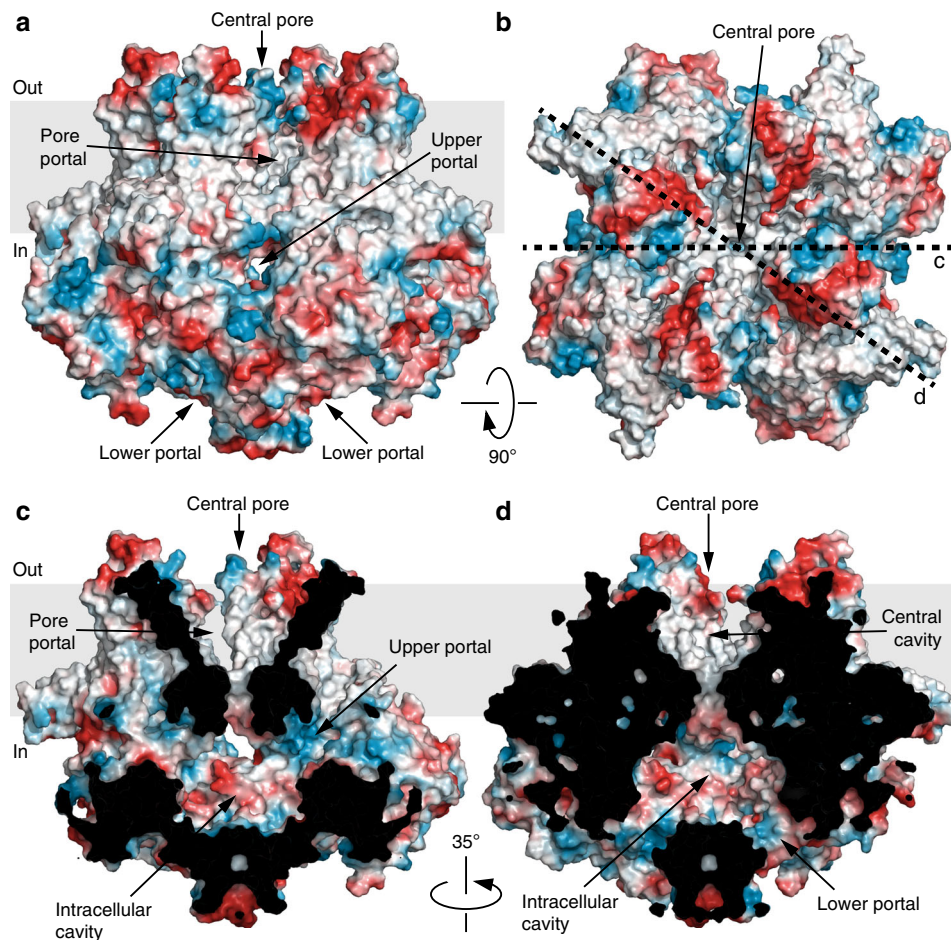 a
Central pore
Out
Pore
portal
Upper
portal
In
Lower portal
Lower portal
90°
b
Central pore
c
d
c
Central pore
Out
Pore
portal
Upper portal
In
Intracellular
cavity
35°
d
Central pore
Central
cavity
Intracellular
cavity
Lower portal